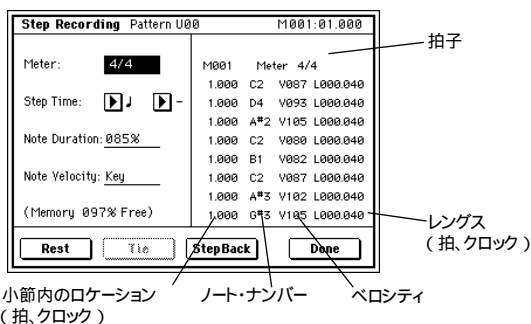 Step Recording Pattern U00 M001:01.000
拍子
Meter: 4/4
M001 Meter 4/4
1.000 C2 V087 L000.040
Step Time: ▶♩ ▶-
1.000 D4 V093 L000.040
1.000 A#2 V105 L000.040
Note Duration: 085%
1.000 C2 V080 L000.040
1.000 B1 V082 L000.040
Note Velocity: Key
1.000 C2 V087 L000.040
1.000 A#3 V102 L000.040
(Memory 097% Free)
1.000 G#3 V105 L000.040
レングス
(拍、クロック)
Rest Tie StepBack Done
小節内のロケーション
(拍、クロック)
ノート・ナンバー
ベロシティ